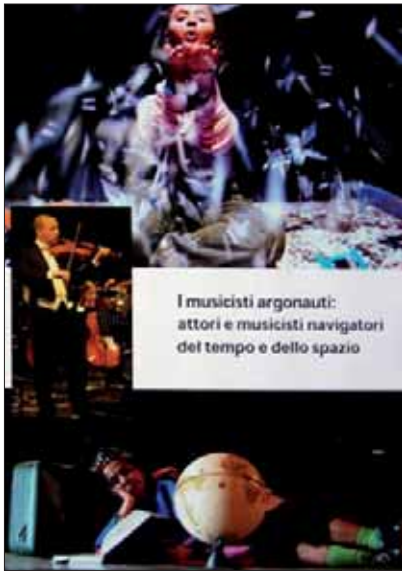 I musicisti argonauti:
attori e musicisti navigatori
del tempo e dello spazio